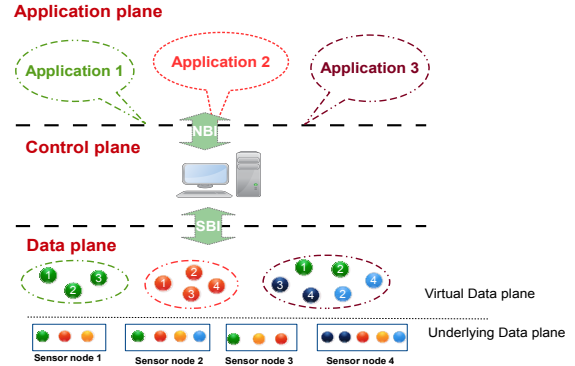 Application plane
Application 1
Application 2
Application 3
NBI
Control plane
SBI
Data plane
1 2 3
1 2 3 4
1 2 3 4 2 4
Virtual Data plane
Underlying Data plane
Sensor node 1
Sensor node 2
Sensor node 3
Sensor node 4